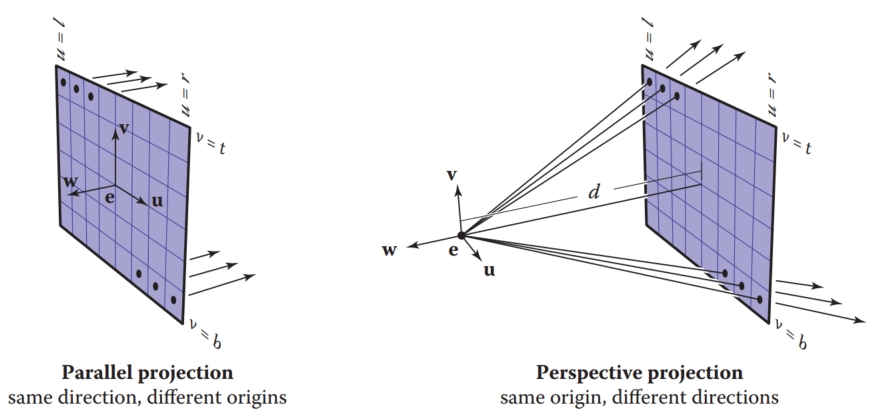 u = l
u = r
v = t
v
w
e
u
v = b
Parallel projection
same direction, different origins
u = l
u = r
v = t
v
d
w
e
u
v = b
Perspective projection
same origin, different directions